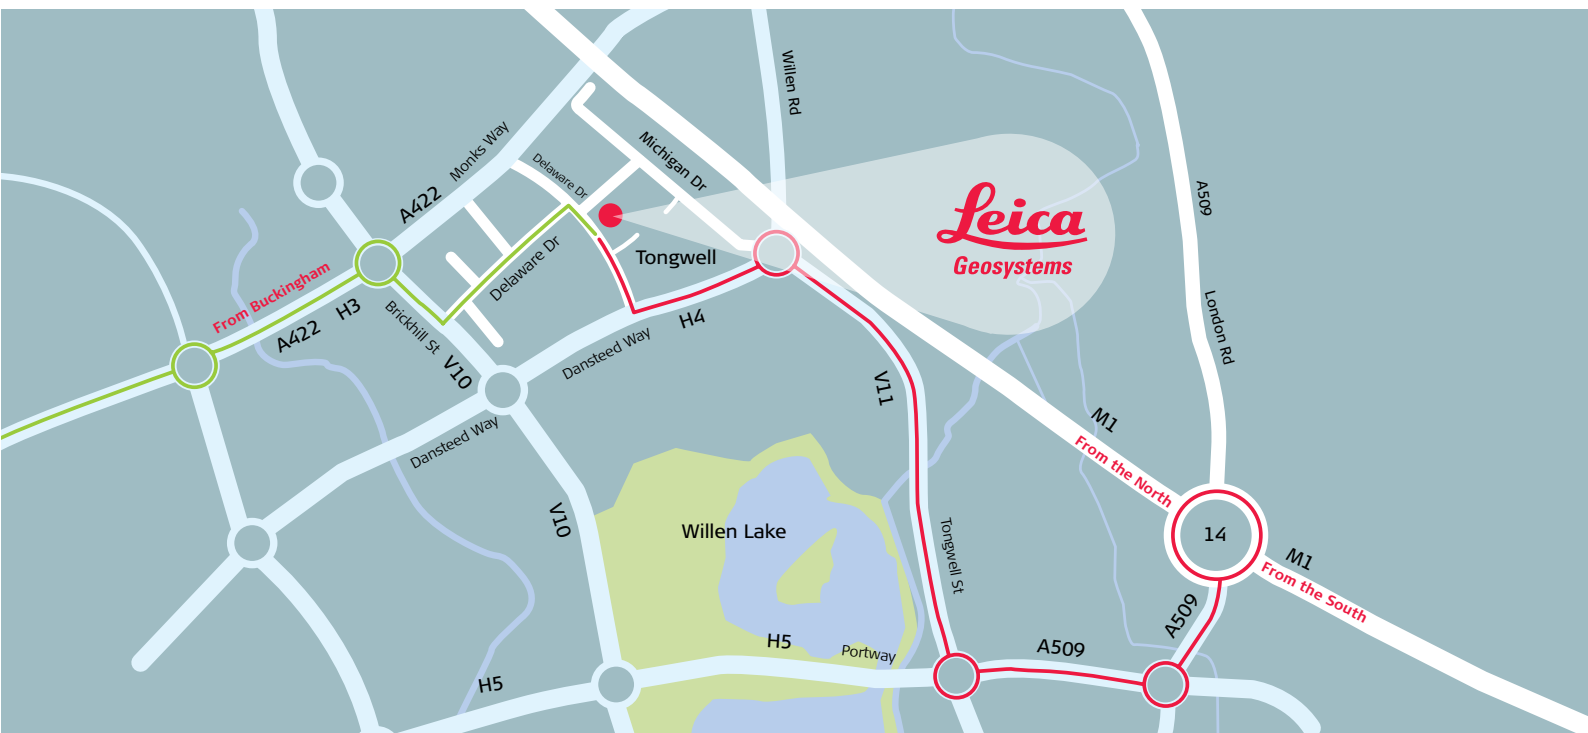 Willen Rd
Monks Way
Michigan Dr
Delaware Dr
A422
A509
Leica
Geosystems
Tongwell
Delaware Dr
From Buckingham
H3
A422
Brickhill St
V10
H4
Dansteed Way
London Rd
V11
M1
From the North
Dansteed Way
V10
Willen Lake
Tongwell St
14
M1
From the South
A509
H5
Portway
A509
H5